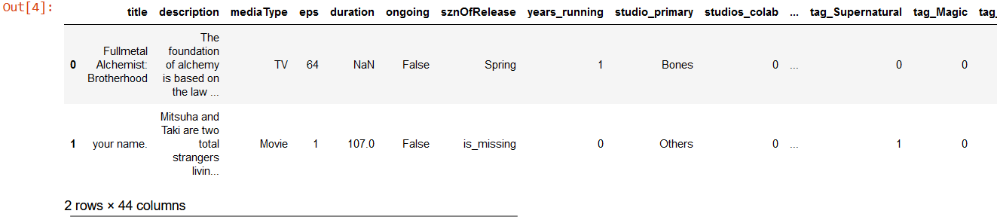 Out[4]:
title description mediaType eps duration ongoing sznOfRelease years_running studio_primary studios_colab ... tag_Supernatural tag_Magic tag_
The
Fullmetal foundation
0 Alchemist: of alchemy TV 64 NaN False Spring 1 Bones 0 ... 0 0
Brotherhood is based on
the law ...
Mitsuha and
Taki are two
1 your name. total Movie 1 107.0 False is_missing 0 Others 0 ... 1 0
strangers
livin...
2 rows × 44 columns